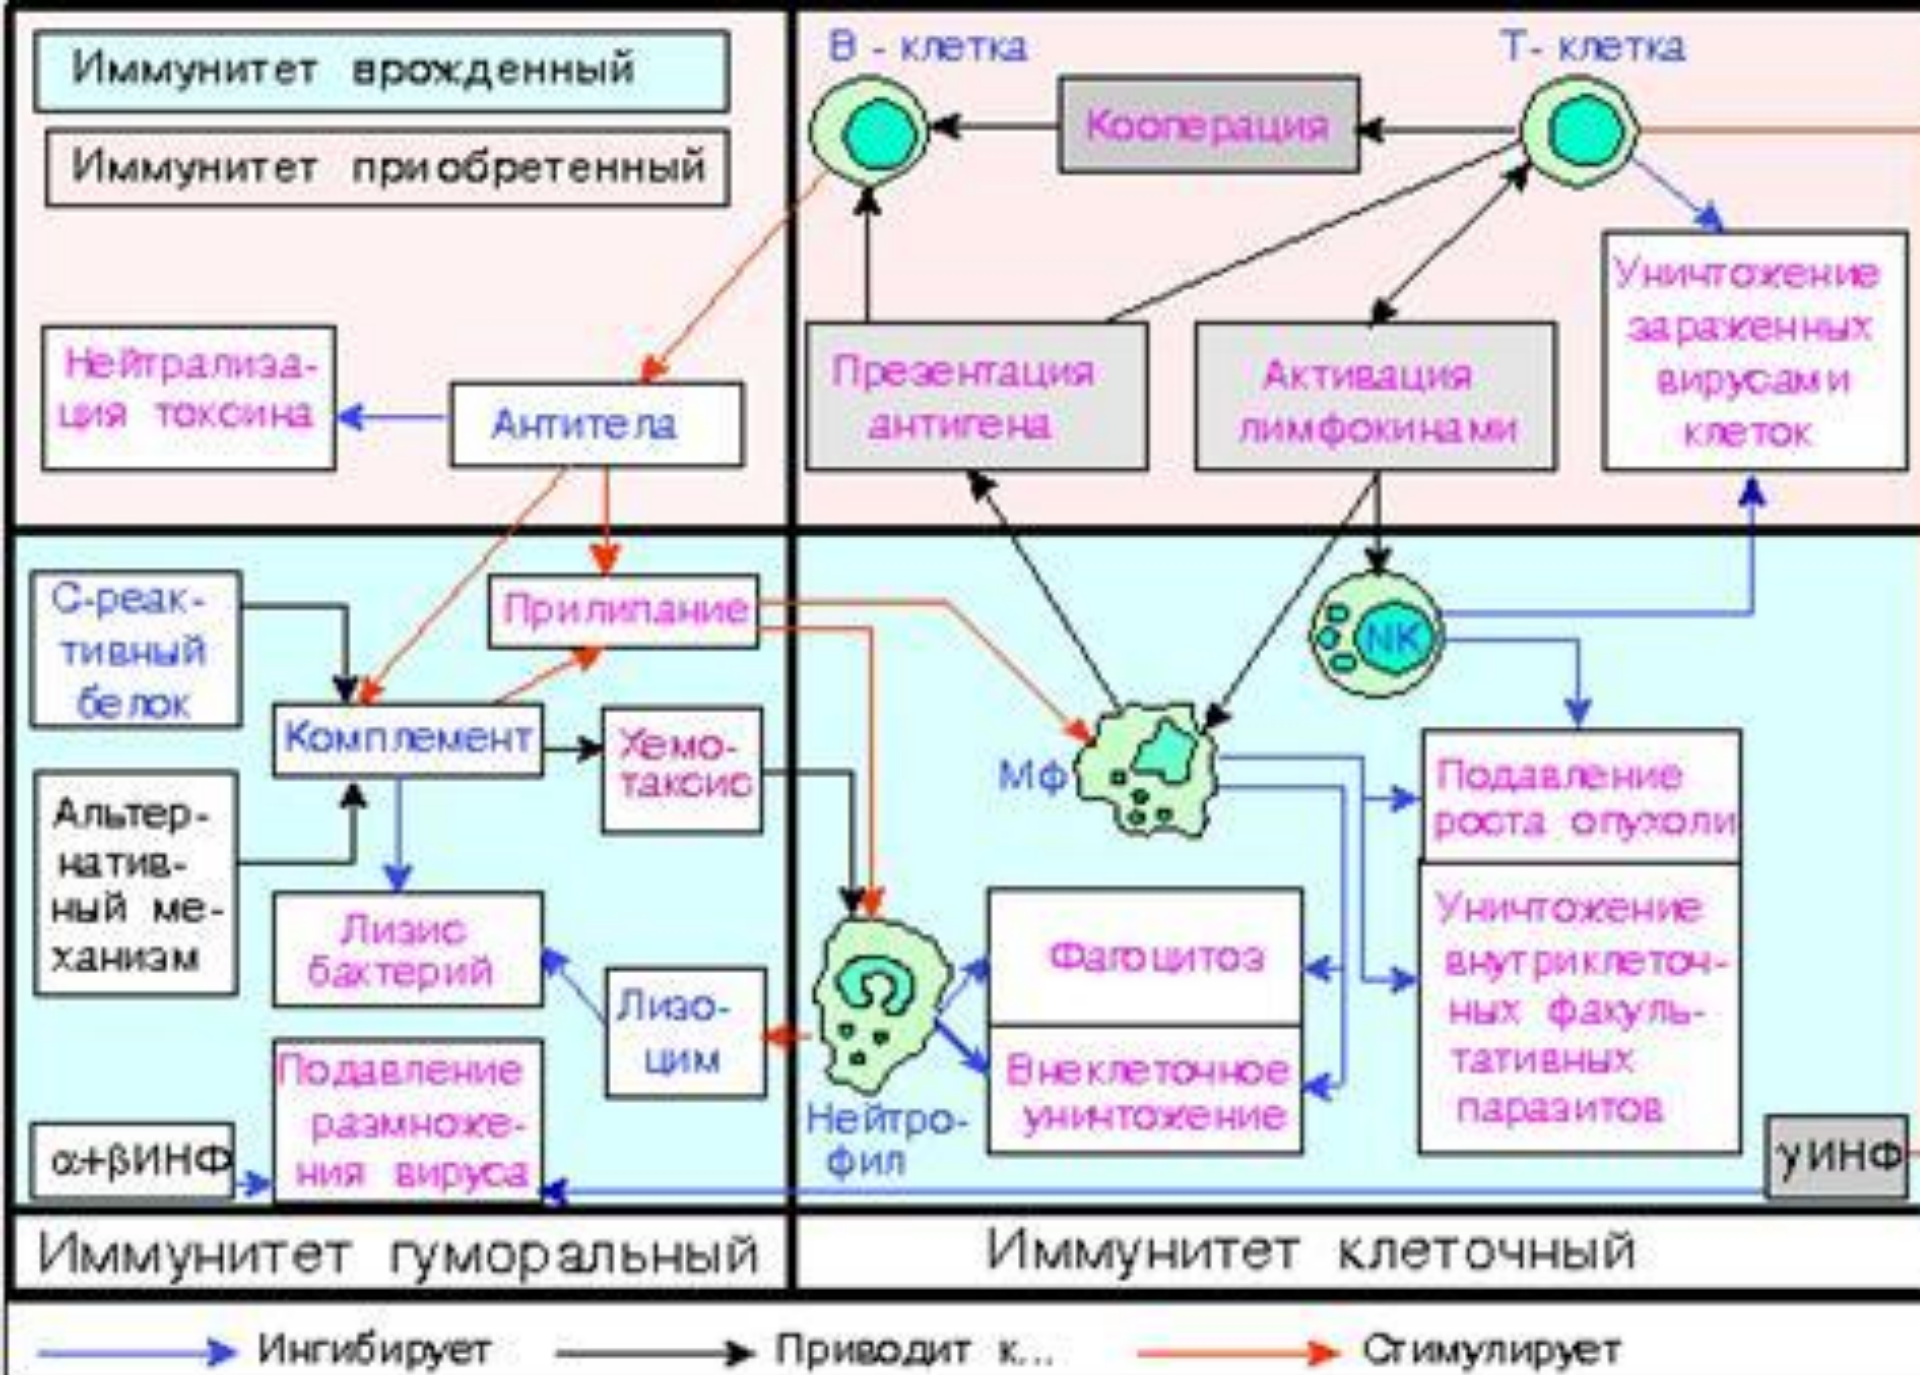 Иммунитет врожденный
Иммунитет приобретенный
В - клетка
Т- клетка
Кооперация
Уничтожение
зараженных
вирусами
клеток
Нейтрализа-
ция токсина
Антитела
Презентация
антигена
Активация
лимфокинами
С-реак-
тивный
белок
Прилипание
NK
Комплемент
Хемо-
таксис
Мф
Подавление
роста опухоли
Альтер-
натив-
ный ме-
ханизм
Лизис
бактерий
Лизо-
цим
Фагоцитоз
Внеклеточное
уничтожение
Уничтожение
внутриклеточ-
ных факуль-
тативных
паразитов
Подавление
размноже-
ния вируса
Нейтро-
фил
α+βИНФ
γИНФ
Иммунитет гуморальный
Иммунитет клеточный
Ингибирует
Приводит к...
Стимулирует